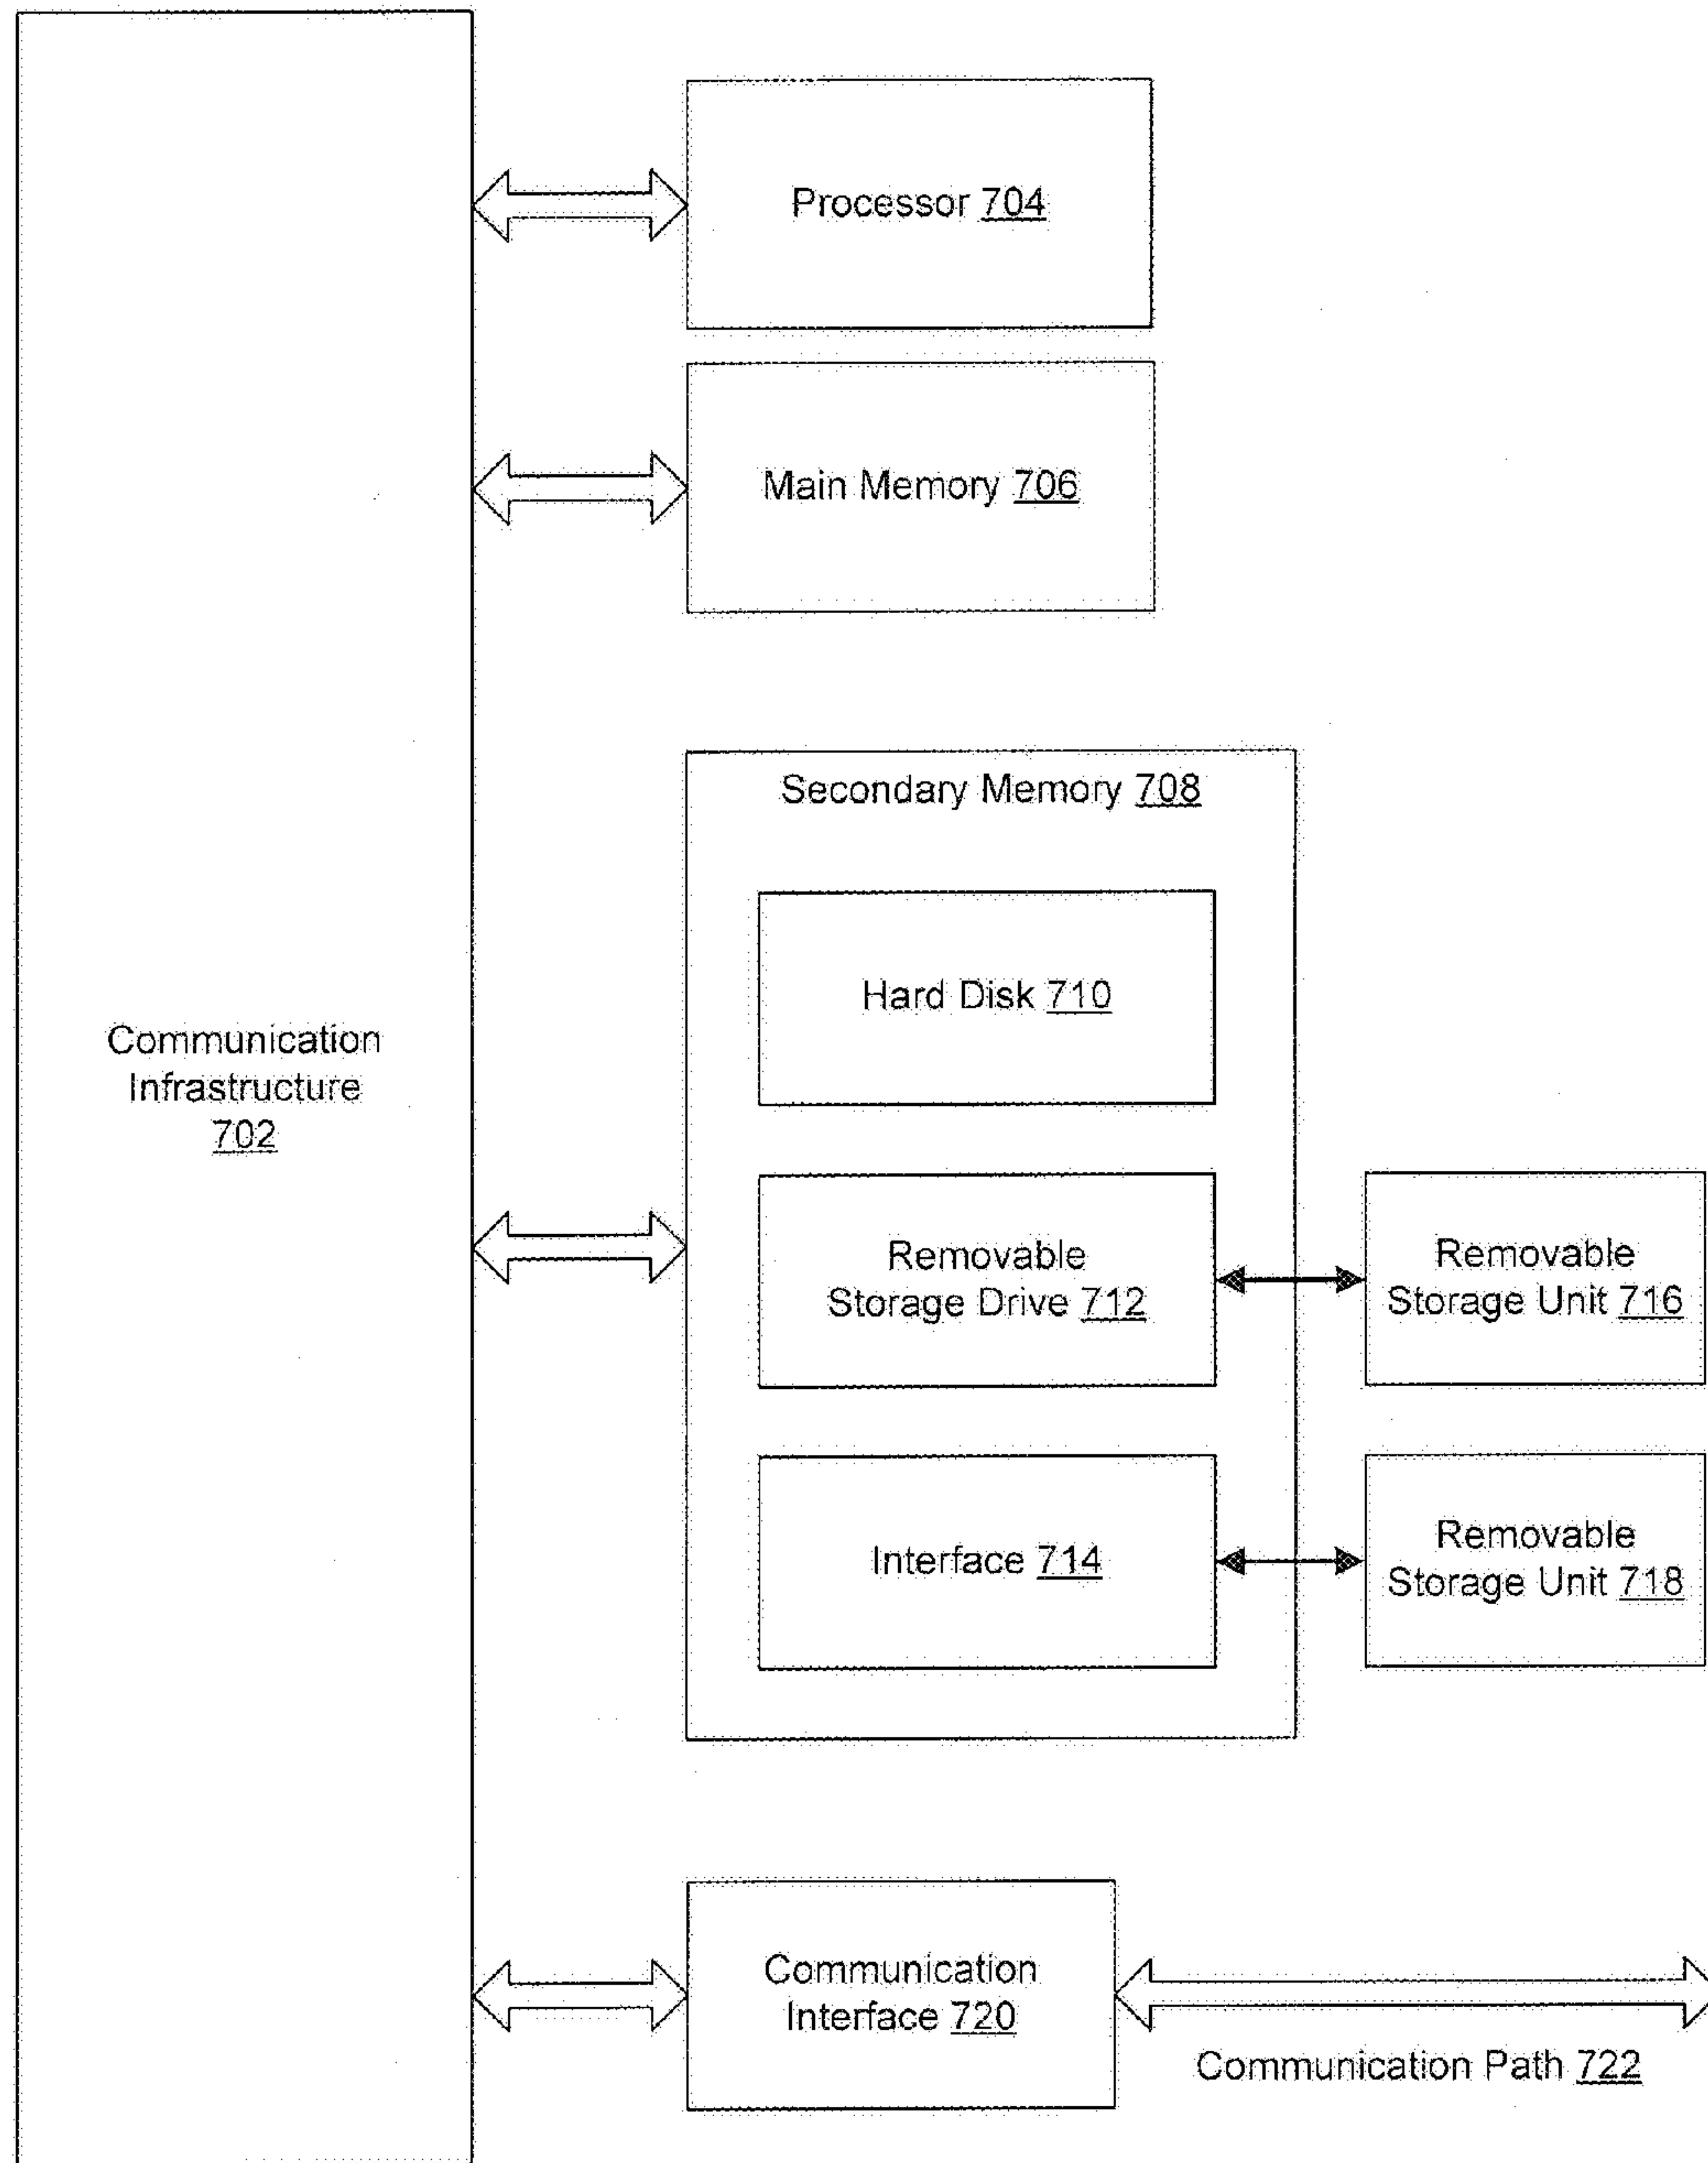 Processor 704
Main Memory 706
Secondary Memory 708
Hard Disk 710
Communication
Infrastructure
702
Removable
Storage Drive 712
Removable
Storage Unit 716
Interface 714
Removable
Storage Unit 718
Communication
Interface 720
Communication Path 722